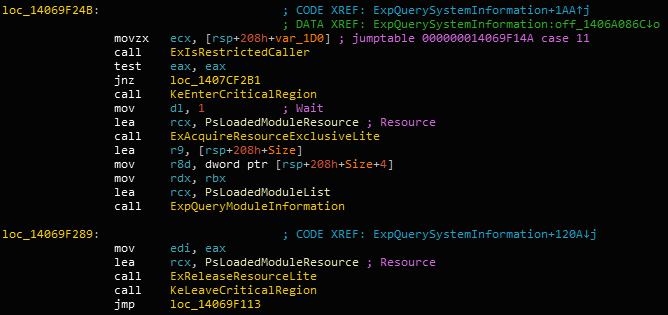 loc_14069F24B: ; CODE XREF: ExpQuerySystemInformation+1AA↑j
; DATA XREF: ExpQuerySystemInformation:off_1406A086C↓o
movzx ecx, [rsp+208h+var_1D0] ; jumptable 000000014069F14A case 11
call ExIsRestrictedCaller
test eax, eax
jnz loc_1407CF2B1
call KeEnterCriticalRegion
mov dl, 1 ; Wait
lea rcx, PsLoadedModuleResource ; Resource
call ExAcquireResourceExclusiveLite
lea r9, [rsp+208h+Size]
mov r8d, dword ptr [rsp+208h+Size+4]
mov rdx, rbx
lea rcx, PsLoadedModuleList
call ExpQueryModuleInformation
loc_14069F289: ; CODE XREF: ExpQuerySystemInformation+120A↓j
mov edi, eax
lea rcx, PsLoadedModuleResource ; Resource
call ExReleaseResourceLite
call KeLeaveCriticalRegion
jmp loc_14069F113